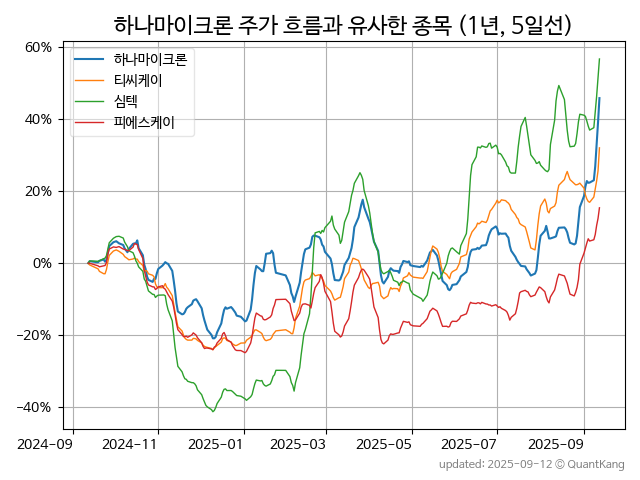 하나마이크론 주가 흐름과 유사한 종목 (1년, 5일선)
하나마이크론
티씨케이
심텍
피에스케이
60%
40%
20%
0%
−20%
−40%
2024-09
2024-11
2025-01
2025-03
2025-05
2025-07
2025-09
updated: 2025-09-12 © QuantKang